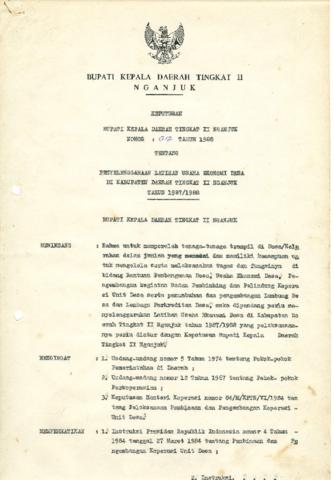 BUPATI KEPALA DAERAH TINGKAT II
NGANJUK
KEPUTUSAN
BUPATI KEPALA DAERAH TINGKAT II NGANJUK
NOMOR : TAHUN 1988
TENTANG
PENYELENGGARAAN LATIHAN USAHA EKONOMI DESA
DI KABUPATEN DAERAH TINGKAT II NGANJUK
TAHUN 1987/1988
BUPATI KEPALA DAERAH TINGKAT II NGANJUK
MENIMBANG : Bahwa untuk memperoleh tenaga-tenaga trampil di Desa/Kelu
rahan dalam jumlah yang memadai dan memiliki kemampuan un
tuk mengelola serta melaksanakan tugas dan fungsinya di
bidang Bantuan Pembangunan Desa, Usaha Ekonomi Desa, Pe
ngembangan kegiatan Badan Pembimbing dan Pelindung Koperasi
Unit Desa serta penumbuhan dan pengembangan Lumbung De
sa dan Lembaga Perkreditan Desa, maka dipandang perlu me
nyelenggarakan Latihan Usaha Ekonomi Desa di Kabupaten Da
erah Tingkat II Nganjuk tahun 1987/1988 yang pelaksanaan
nya perlu diatur dengan Keputusan Bupati Kepala Daerah
Tingkat II Nganjuk;
MENGINGAT : 1. Undang-undang nomor 5 Tahun 1974 tentang Pokok-pokok
Pemerintahan di Daerah ;
2. Undang-undang nomor 12 Tahun 1967 tentang Pokok- pokok
Perkoperasian ;
3. Keputusan Menteri Koperasi nomor 84/M/KPTS/VI/1984 ten
tang Pelaksanaan Pembinaan dan Pengembangan Koperasi -
Unit Desa;
MEMPERHATIKAN : 1. Instruksi Presiden Republik Indonesia nomor 4 Tahun -
1984 tanggal 27 Maret 1984 tentang Pembinaan dan Pe
ngembangan Koperasi Unit Desa ;
2. Instruksi. . . . .